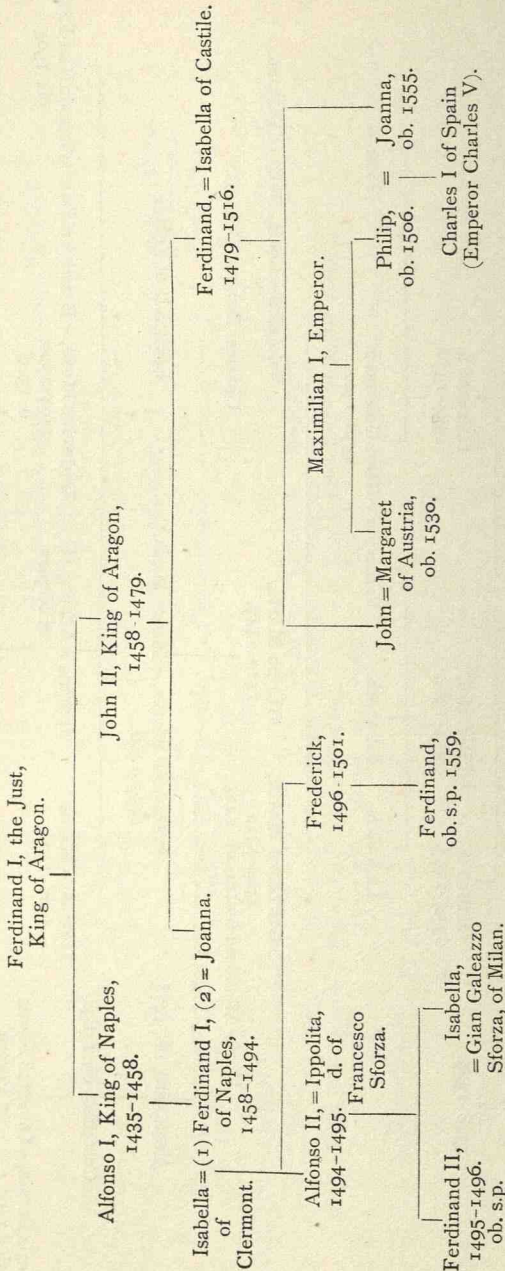 Ferdinand I, the Just,
King of Aragon.
Alfonso I, King of Naples,
1435-1458.
John II, King of Aragon,
1458-1479.
Isabella = (1) Ferdinand I, (2) = Joanna.
of
Clermont.
of Naples,
1458-1494.
Ferdinand, = Isabella of Castile.
1479-1516.
Alfonso II, = Ippolita,
1494-1495. d. of
Francesco
Sforza.
Frederick,
1496-1501.
Maximilian I, Emperor.
Ferdinand II,
1495-1496.
ob. s.p.
Isabella,
= Gian Galeazzo
Sforza, of Milan.
Ferdinand,
ob. s.p. 1559.
John = Margaret
of Austria,
ob. 1530.
Philip, = Joanna,
ob. 1506. ob. 1555.
Charles I of Spain
(Emperor Charles V).